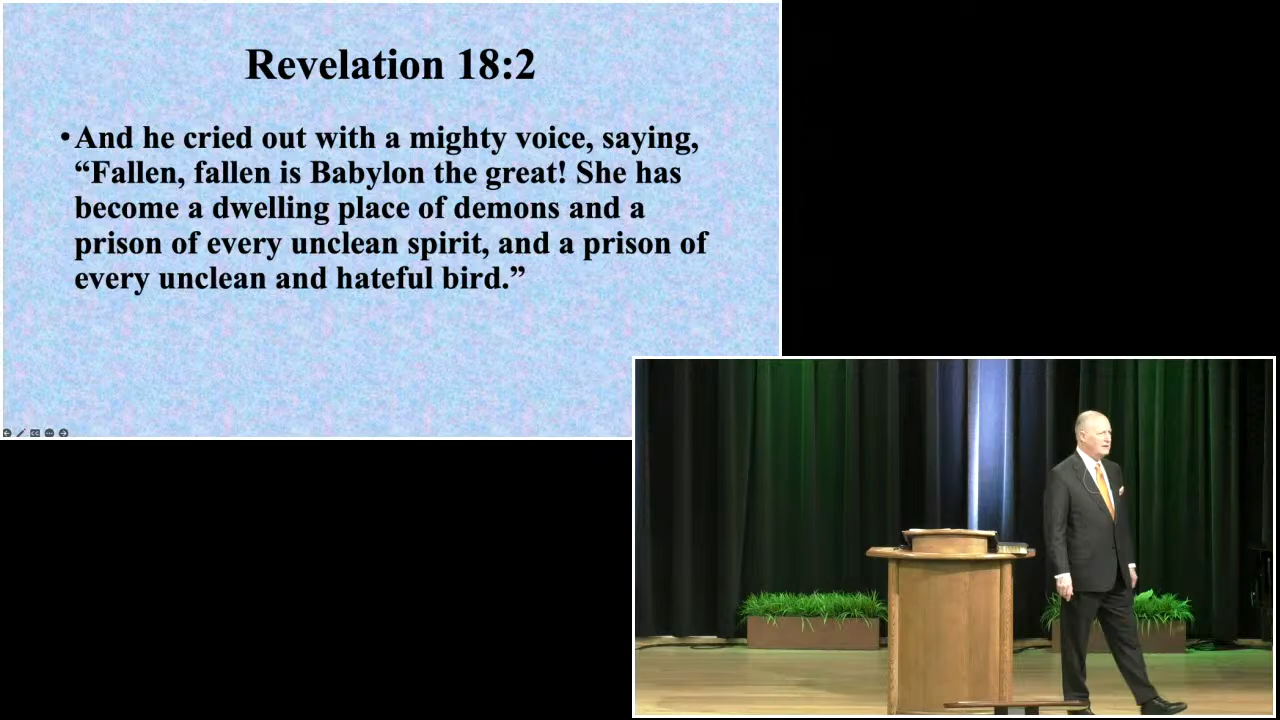 Revelation 18:2
• And he cried out with a mighty voice, saying,
“Fallen, fallen is Babylon the great! She has
become a dwelling place of demons and a
prison of every unclean spirit, and a prison of
every unclean and hateful bird.”